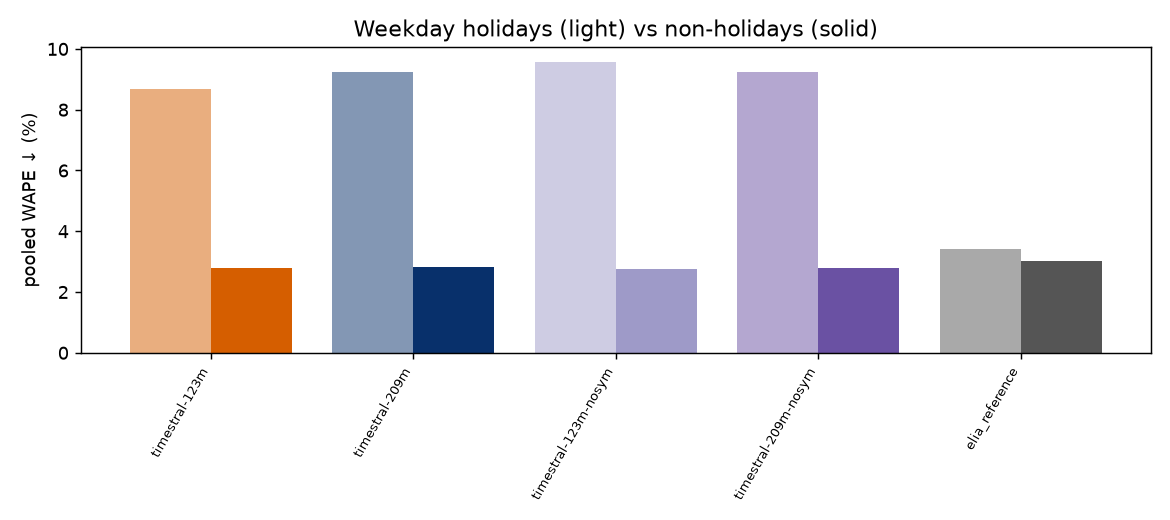 Weekday holidays (light) vs non-holidays (solid)
pooled WAPE ↓ (%)
10
8
6
4
2
0
timestral-123m
timestral-209m
timestral-123m-nosym
timestral-209m-nosym
elia_reference